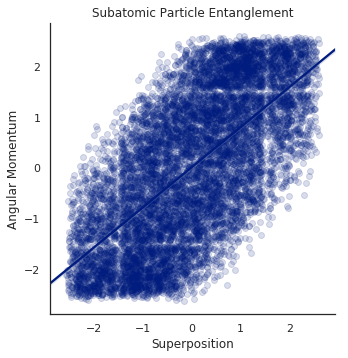 Subatomic Particle Entanglement
Angular Momentum
2
1
0
−1
−2
−2 −1 0 1 2
Superposition